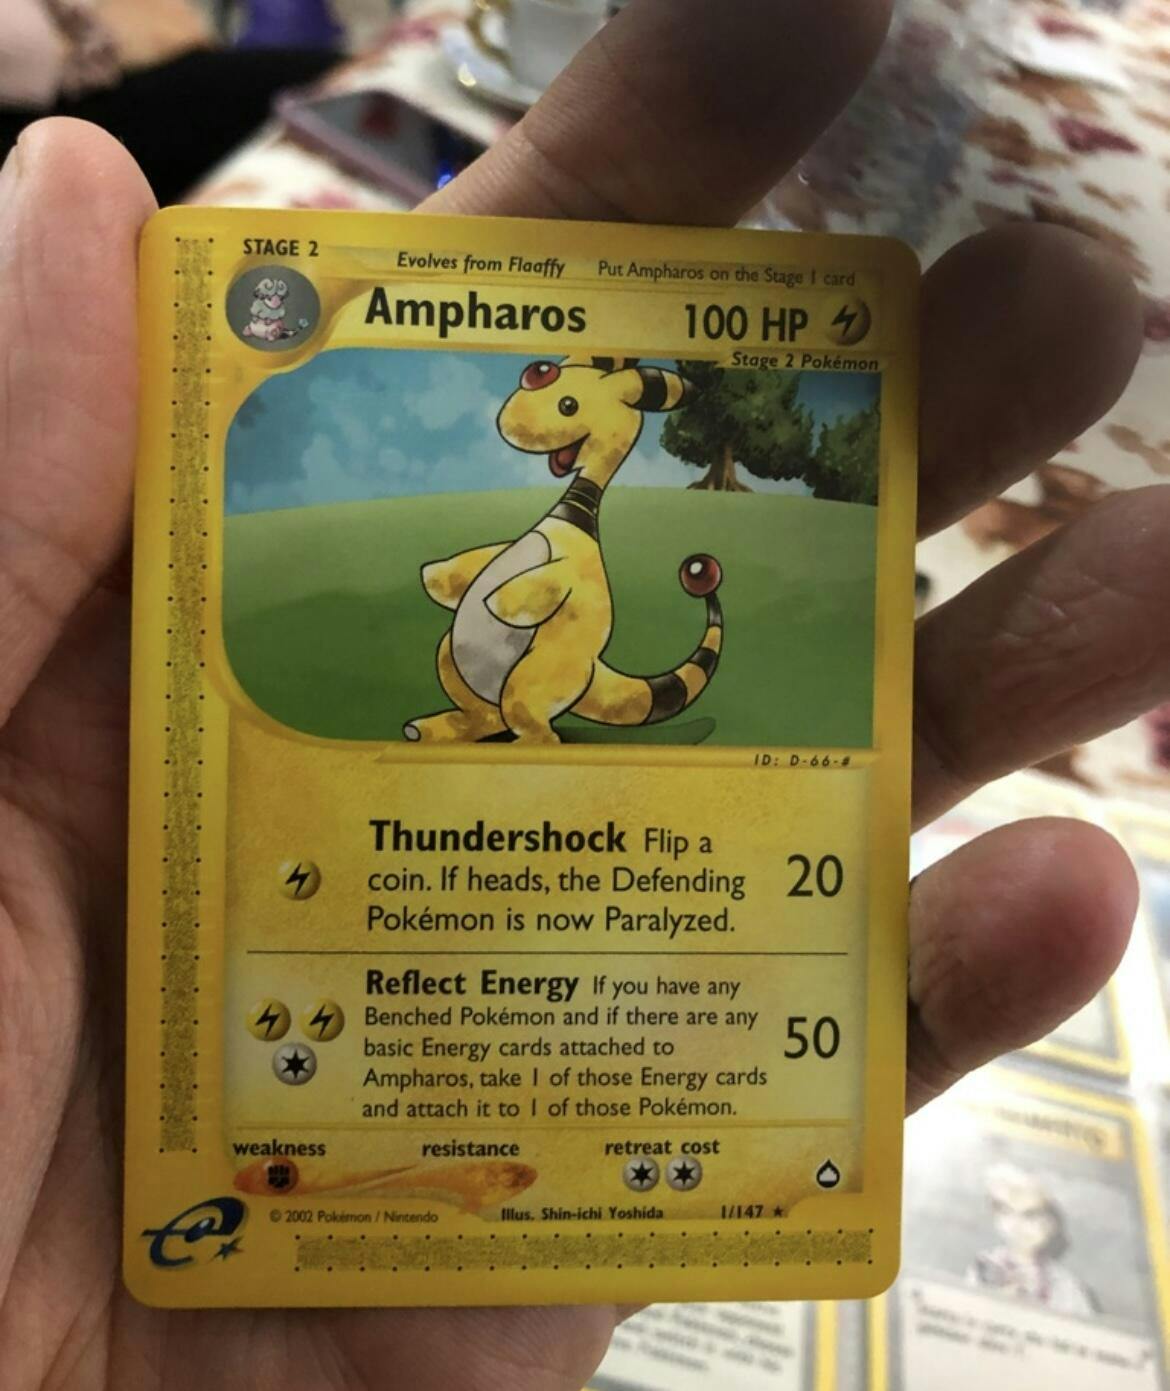 STAGE 2
Evolves from Flaaffy Put Ampharos on the Stage 1 card
Ampharos 100 HP
Stage 2 Pokémon
ID: D-66-#
Thundershock Flip a
coin. If heads, the Defending 20
Pokémon is now Paralyzed.
Reflect Energy If you have any
Benched Pokémon and if there are any
basic Energy cards attached to 50
Ampharos, take 1 of those Energy cards
and attach it to 1 of those Pokémon.
weakness resistance retreat cost
© 2002 Pokémon / Nintendo Illus. Shin-ichi Yoshida 1/147 ★
e